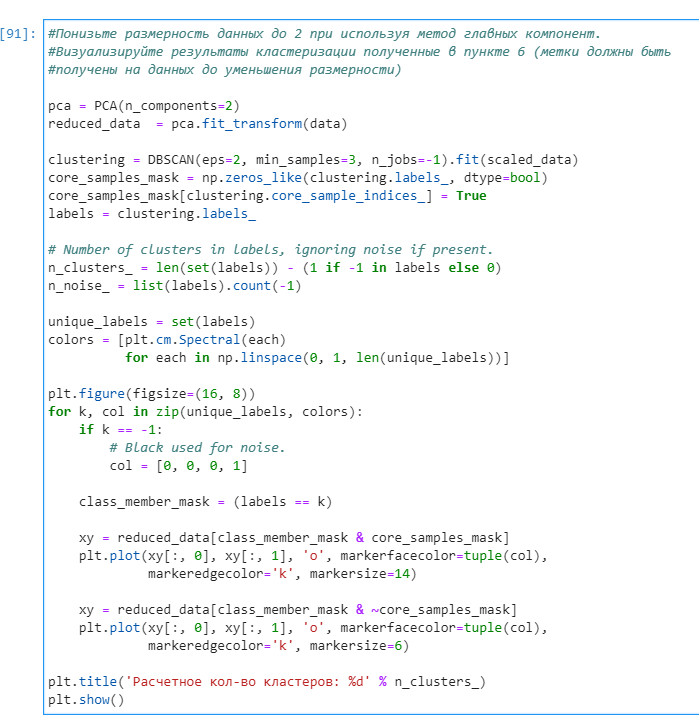 [91]: #Понизьте размерность данных до 2 при используя метод главных компонент.
#Визуализируйте результаты кластеризации полученные в пункте 6 (метки должны быть
#получены на данных до уменьшения размерности)

pca = PCA(n_components=2)
reduced_data  = pca.fit_transform(data)

clustering = DBSCAN(eps=2, min_samples=3, n_jobs=-1).fit(scaled_data)
core_samples_mask = np.zeros_like(clustering.labels_, dtype=bool)
core_samples_mask[clustering.core_sample_indices_] = True
labels = clustering.labels_

# Number of clusters in labels, ignoring noise if present.
n_clusters_ = len(set(labels)) - (1 if -1 in labels else 0)
n_noise_ = list(labels).count(-1)

unique_labels = set(labels)
colors = [plt.cm.Spectral(each)
          for each in np.linspace(0, 1, len(unique_labels))]

plt.figure(figsize=(16, 8))
for k, col in zip(unique_labels, colors):
    if k == -1:
        # Black used for noise.
        col = [0, 0, 0, 1]

    class_member_mask = (labels == k)

    xy = reduced_data[class_member_mask & core_samples_mask]
    plt.plot(xy[:, 0], xy[:, 1], 'o', markerfacecolor=tuple(col),
             markeredgecolor='k', markersize=14)

    xy = reduced_data[class_member_mask & ~core_samples_mask]
    plt.plot(xy[:, 0], xy[:, 1], 'o', markerfacecolor=tuple(col),
             markeredgecolor='k', markersize=6)

plt.title('Расчетное кол-во кластеров: %d' % n_clusters_)
plt.show()